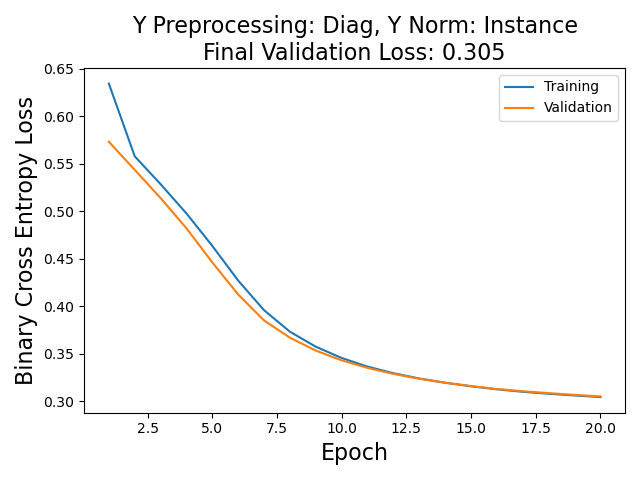 Y Preprocessing: Diag, Y Norm: Instance
Final Validation Loss: 0.305
Training
Validation
Binary Cross Entropy Loss
0.65
0.60
0.55
0.50
0.45
0.40
0.35
0.30
2.5 5.0 7.5 10.0 12.5 15.0 17.5 20.0
Epoch